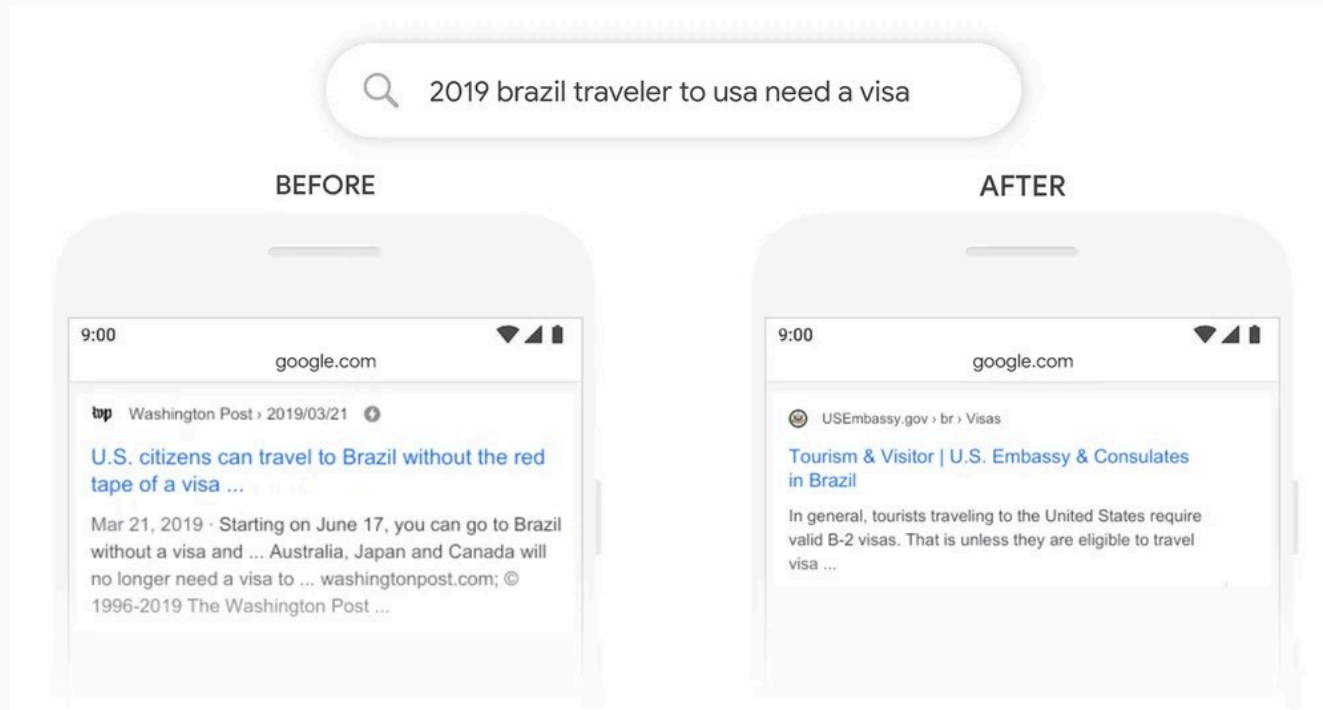 2019 brazil traveler to usa need a visa
BEFORE
9:00
google.com
wp Washington Post › 2019/03/21
U.S. citizens can travel to Brazil without the red
tape of a visa ...
Mar 21, 2019 · Starting on June 17, you can go to Brazil
without a visa and ... Australia, Japan and Canada will
no longer need a visa to ... washingtonpost.com; ©
1996-2019 The Washington Post ...
AFTER
9:00
google.com
USEmbassy.gov › br › Visas
Tourism & Visitor | U.S. Embassy & Consulates
in Brazil
In general, tourists traveling to the United States require
valid B-2 visas. That is unless they are eligible to travel
visa ...